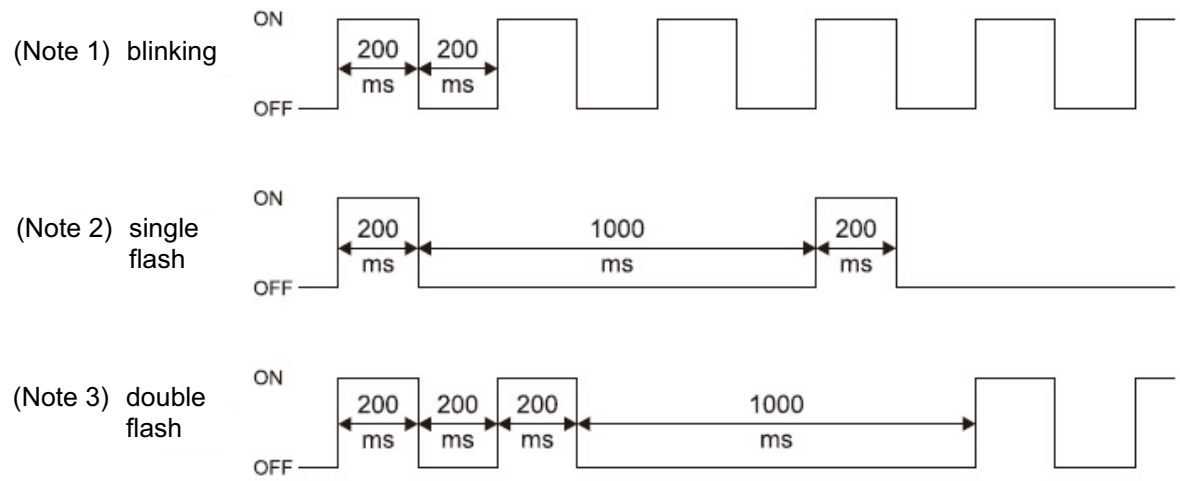 ON
(Note 1) blinking
200 200
ms ms
OFF
ON
(Note 2) single
flash
200 1000 200
ms ms ms
OFF
ON
(Note 3) double
flash
200 200 200 1000
ms ms ms ms
OFF